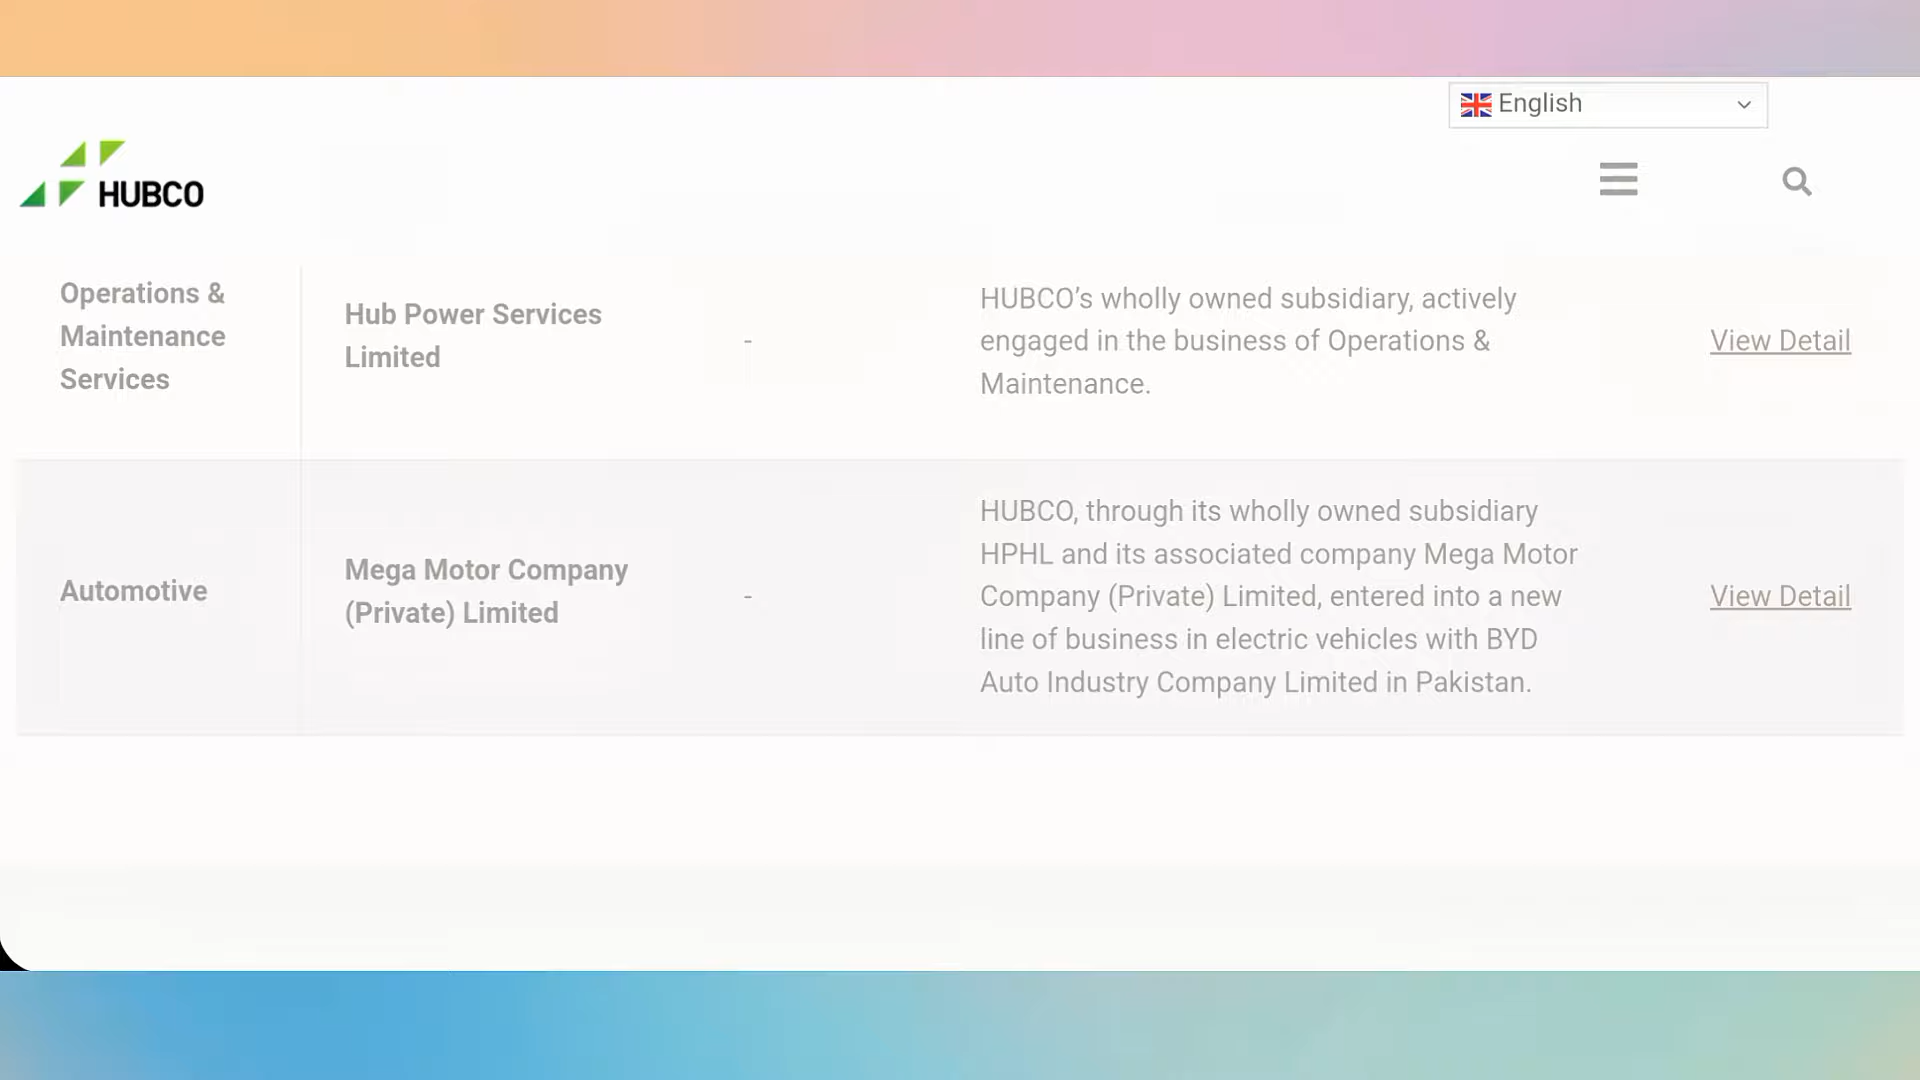 English
HUBCO
Operations &
Maintenance
Services
Hub Power Services
Limited
-
HUBCO’s wholly owned subsidiary, actively
engaged in the business of Operations &
Maintenance.
View Detail
Automotive
Mega Motor Company
(Private) Limited
-
HUBCO, through its wholly owned subsidiary
HPHL and its associated company Mega Motor
Company (Private) Limited, entered into a new
line of business in electric vehicles with BYD
Auto Industry Company Limited in Pakistan.
View Detail